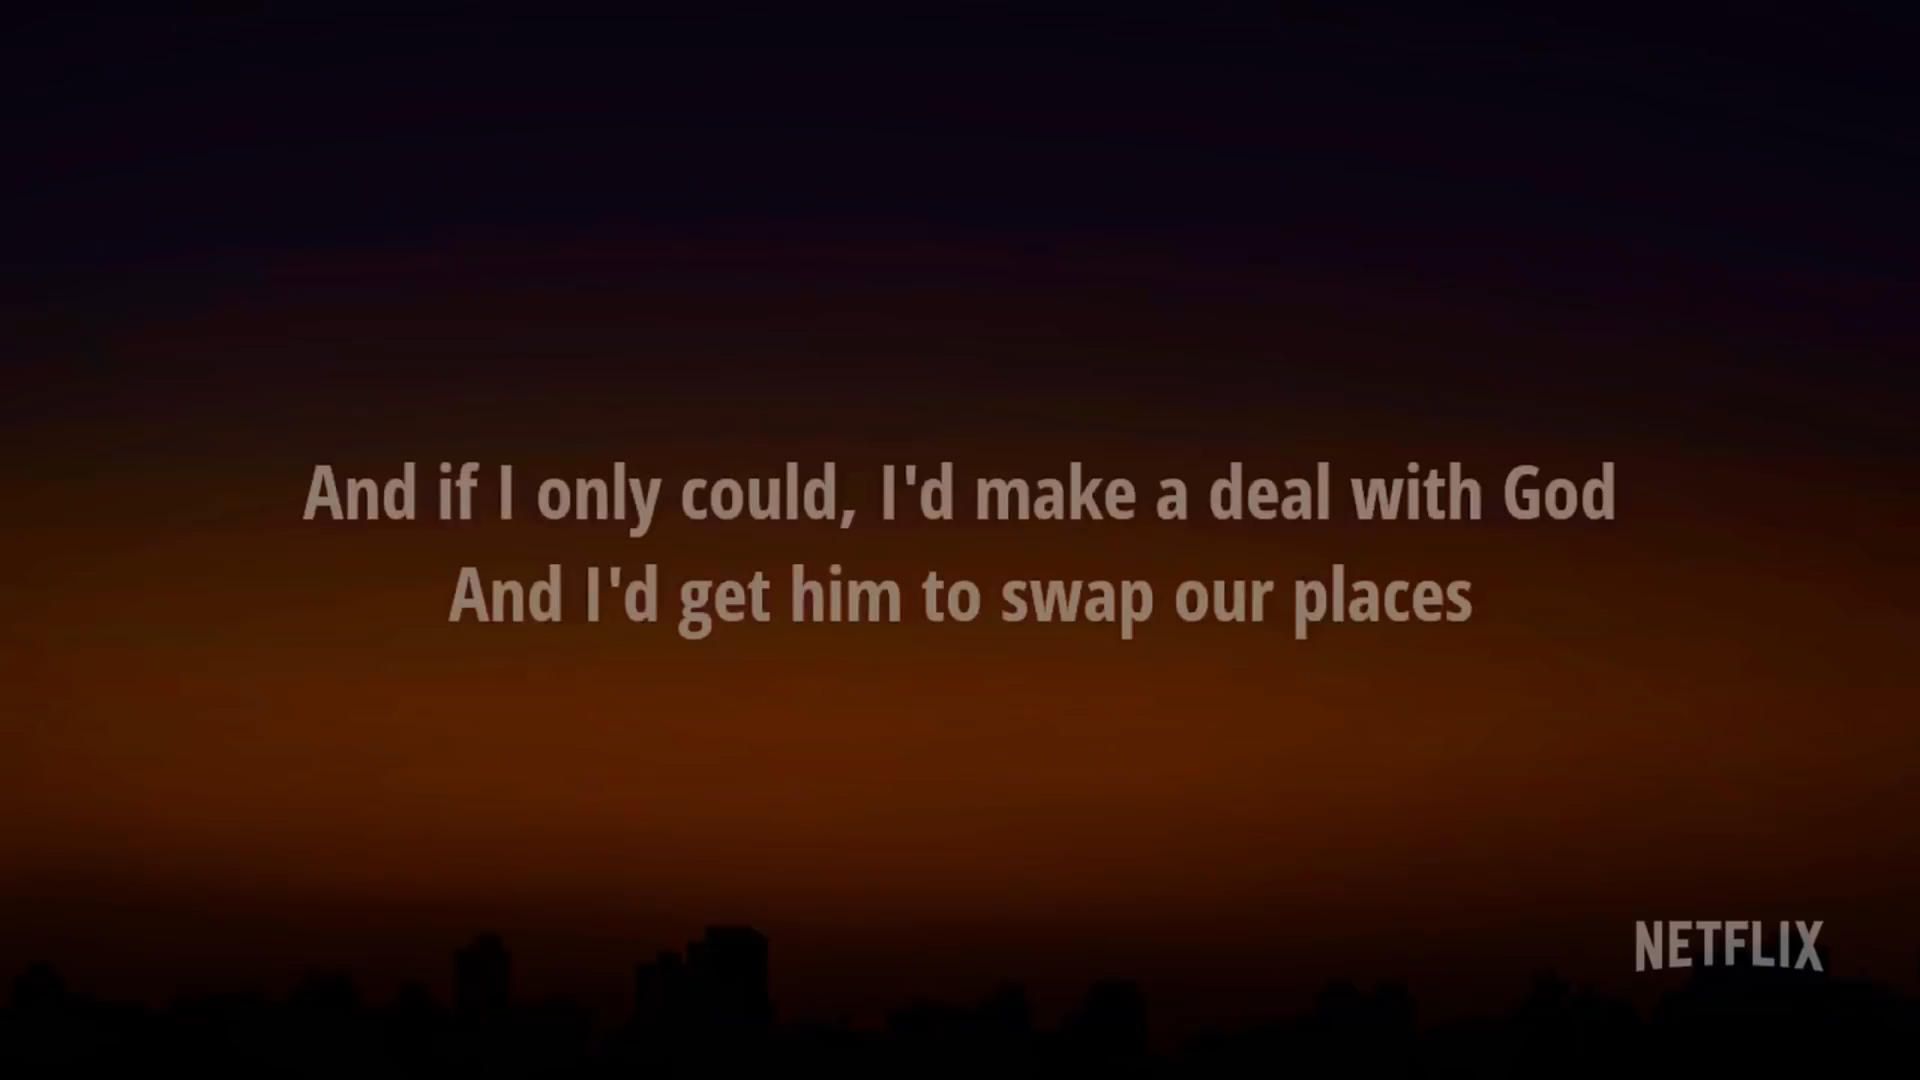 And if I only could, I'd make a deal with God
And I'd get him to swap our places
NETFLIX